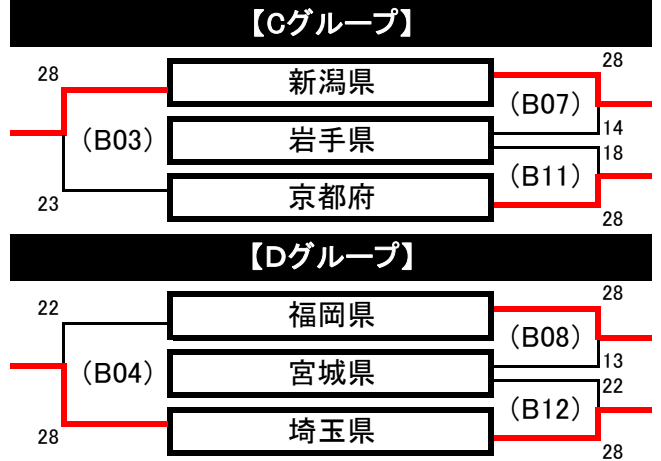 【Cグループ】
28 新潟県 28
(B07)
(B03) 岩手県 14
18
(B11)
23 京都府 28
【Dグループ】
22 福岡県 28
(B08)
(B04) 宮城県 13
22
(B12)
28 埼玉県 28